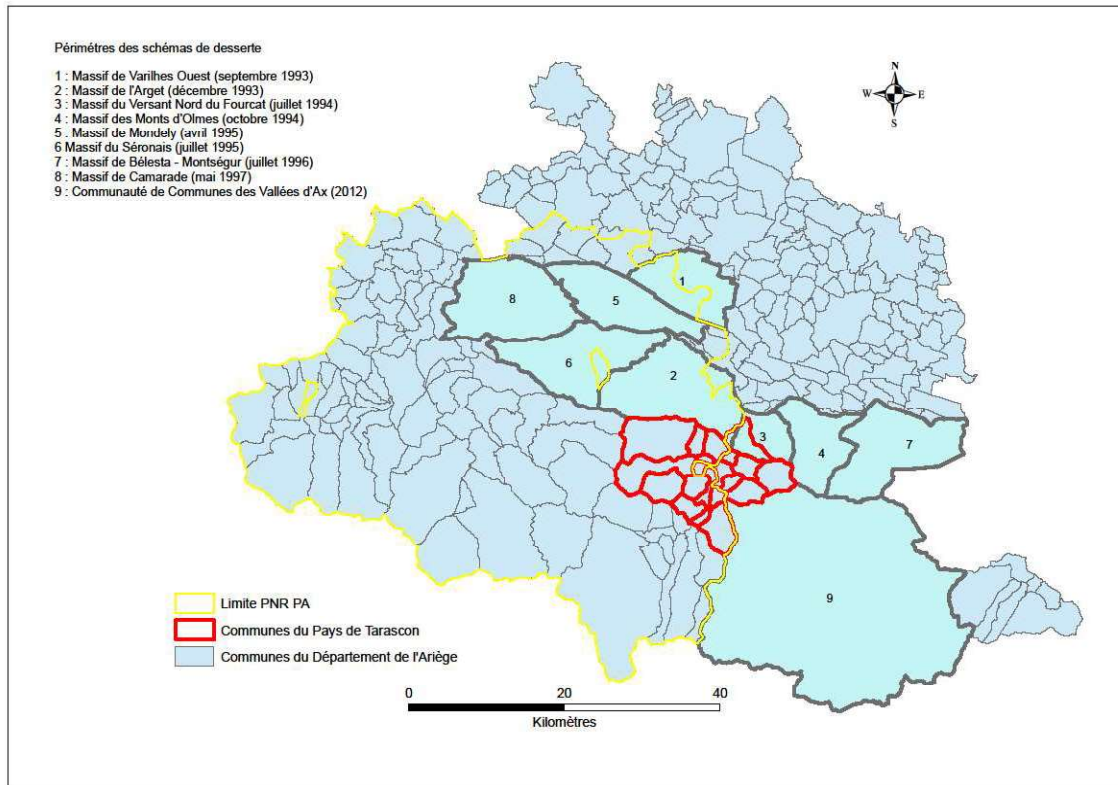 Périmétres des schémas de desserte
1 : Massif de Varilhes Ouest (septembre 1993)
2 : Massif de l'Arget (décembre 1993)
3 : Massif du Versant Nord du Fourcat (juillet 1994)
4 : Massif des Monts d'Olmes (octobre 1994)
5 : Massif de Mondely (avril 1995)
6 Massif du Séronais (juillet 1995)
7 : Massif de Bélesta - Montségur (juillet 1996)
8 : Massif de Camarade (mai 1997)
9 : Communauté de Communes des Vallées d'Ax (2012)
N
W E
S
1
8
5
6
2
3
4
7
9
Limite PNR PA
Communes du Pays de Tarascon
Communes du Département de l'Ariège
0 20 40
Kilomètres